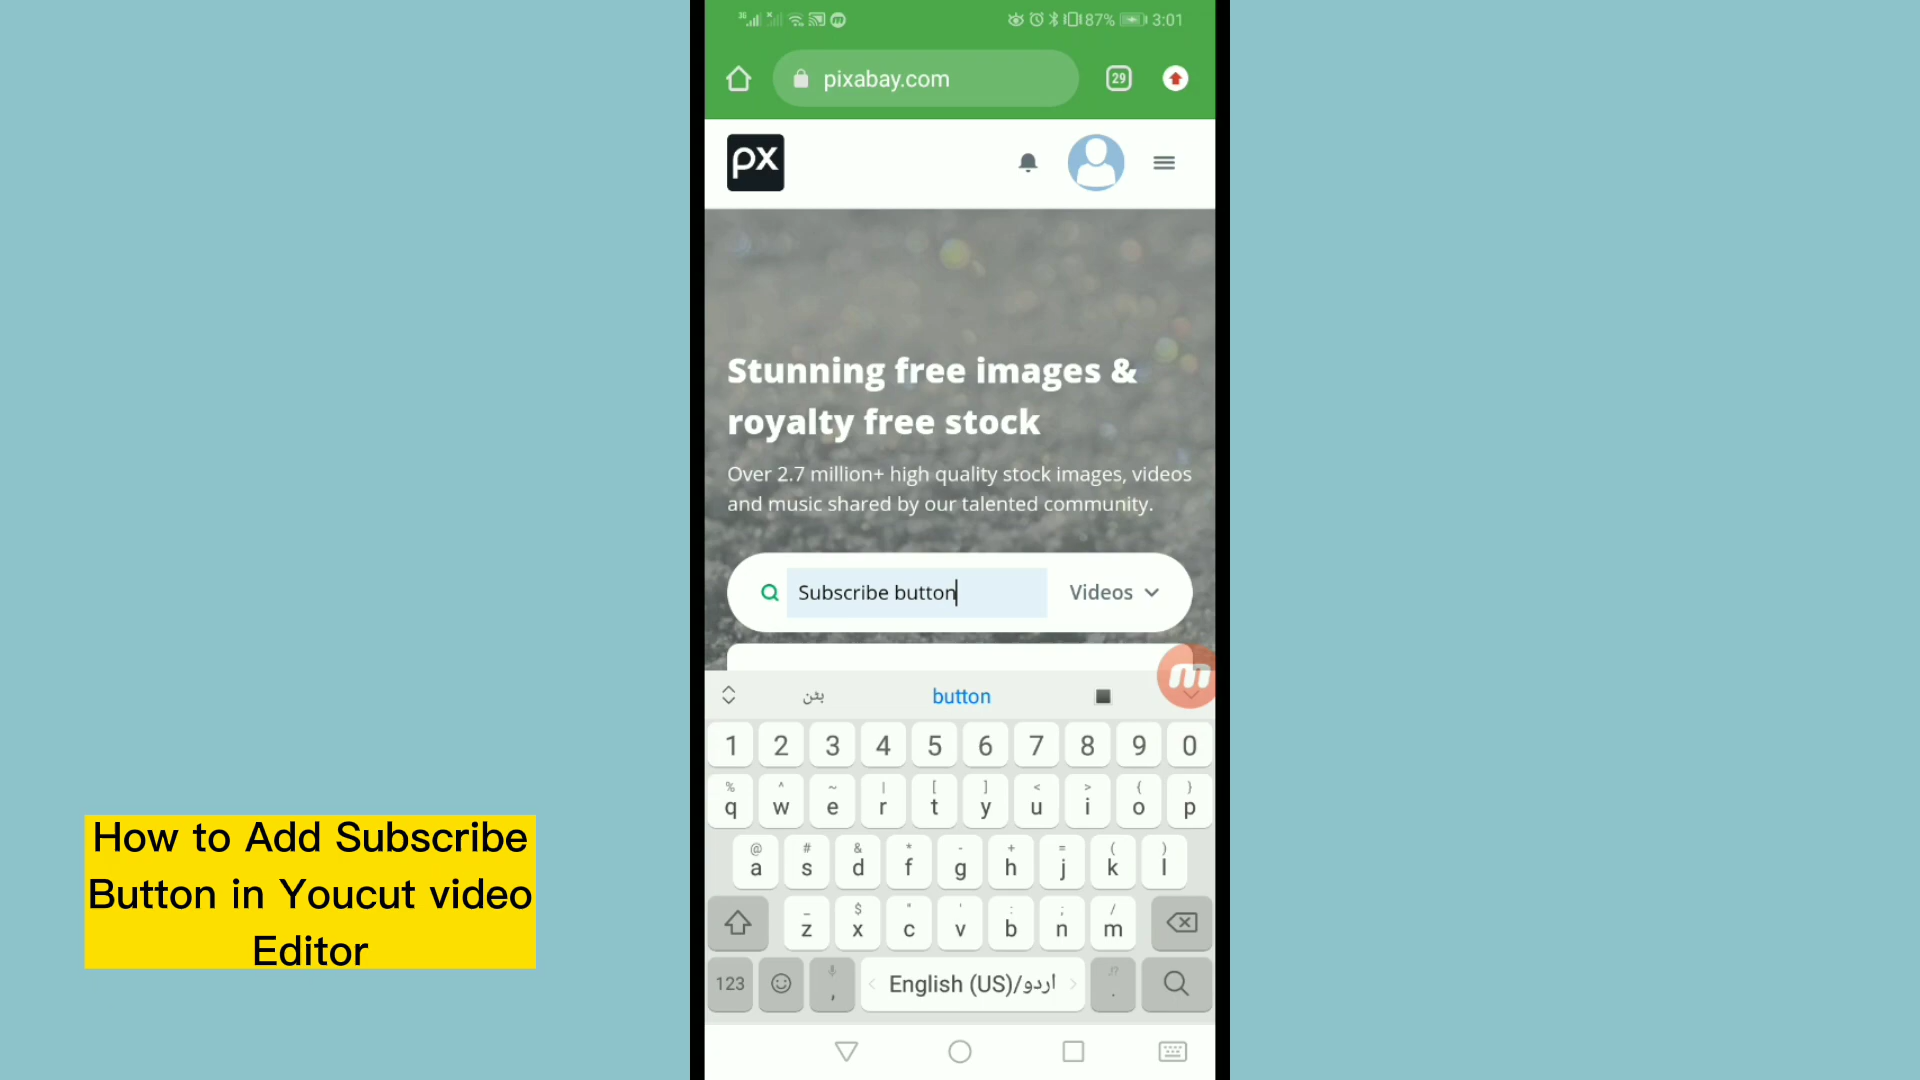 3G 87% 3:01
pixabay.com 29
px
Stunning free images &
royalty free stock
Over 2.7 million+ high quality stock images, videos
and music shared by our talented community.
Subscribe button Videos
بٹن button
1 2 3 4 5 6 7 8 9 0
% ^ ~ | [ ] < > { }
q w e r t y u i o p
@ # & * - + = ( )
a s d f g h j k l
_ $ " ' : ; /
z x c v b n m
123 , English (US)/اردو .
How to Add Subscribe
Button in Youcut video
Editor